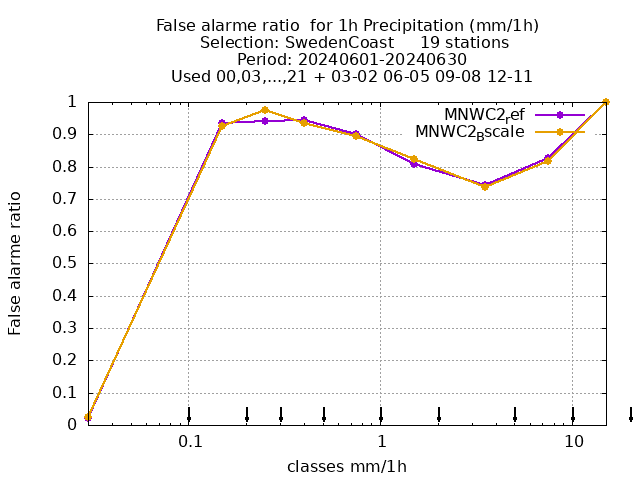 False alarme ratio  for 1h Precipitation (mm/1h)
Selection: SwedenCoast     19 stations
Period: 20240601-20240630
Used 00,03,...,21 + 03-02 06-05 09-08 12-11
MNWC2ref
MNWC2Bscale
1
0.9
0.8
0.7
0.6
0.5
0.4
0.3
0.2
0.1
0
False alarme ratio
0.1 1 10
classes mm/1h